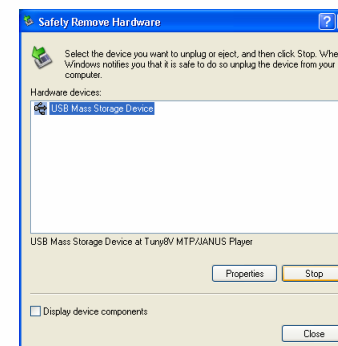 Safely Remove Hardware
Select the device you want to unplug or eject, and then click Stop. Whe
Windows notifies you that it is safe to do so unplug the device from your
computer.
Hardware devices:
USB Mass Storage Device
USB Mass Storage Device at Tuny8V MTP/JANUS Player
Properties Stop
Display device components
Close